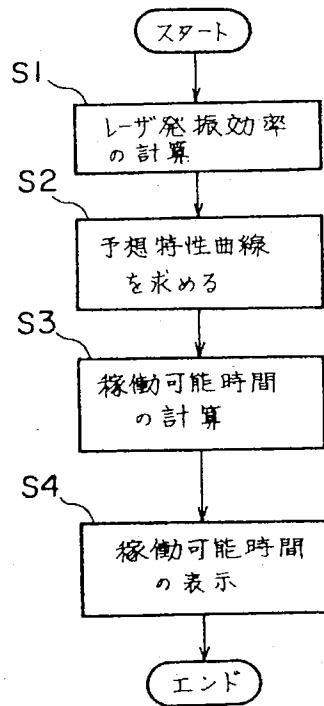 スタート
S1
レーザ発振効率
の計算
S2
予想特性曲線
を求める
S3
稼働可能時間
の計算
S4
稼働可能時間
の表示
エンド